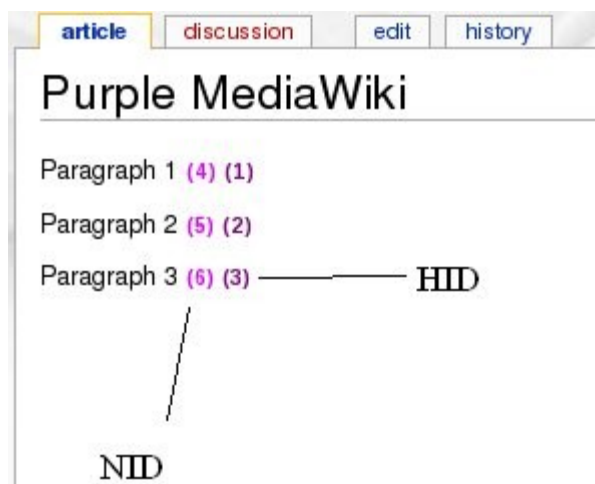 article discussion edit history
Purple MediaWiki
Paragraph 1 (4) (1)
Paragraph 2 (5) (2)
Paragraph 3 (6) (3) HID
NID